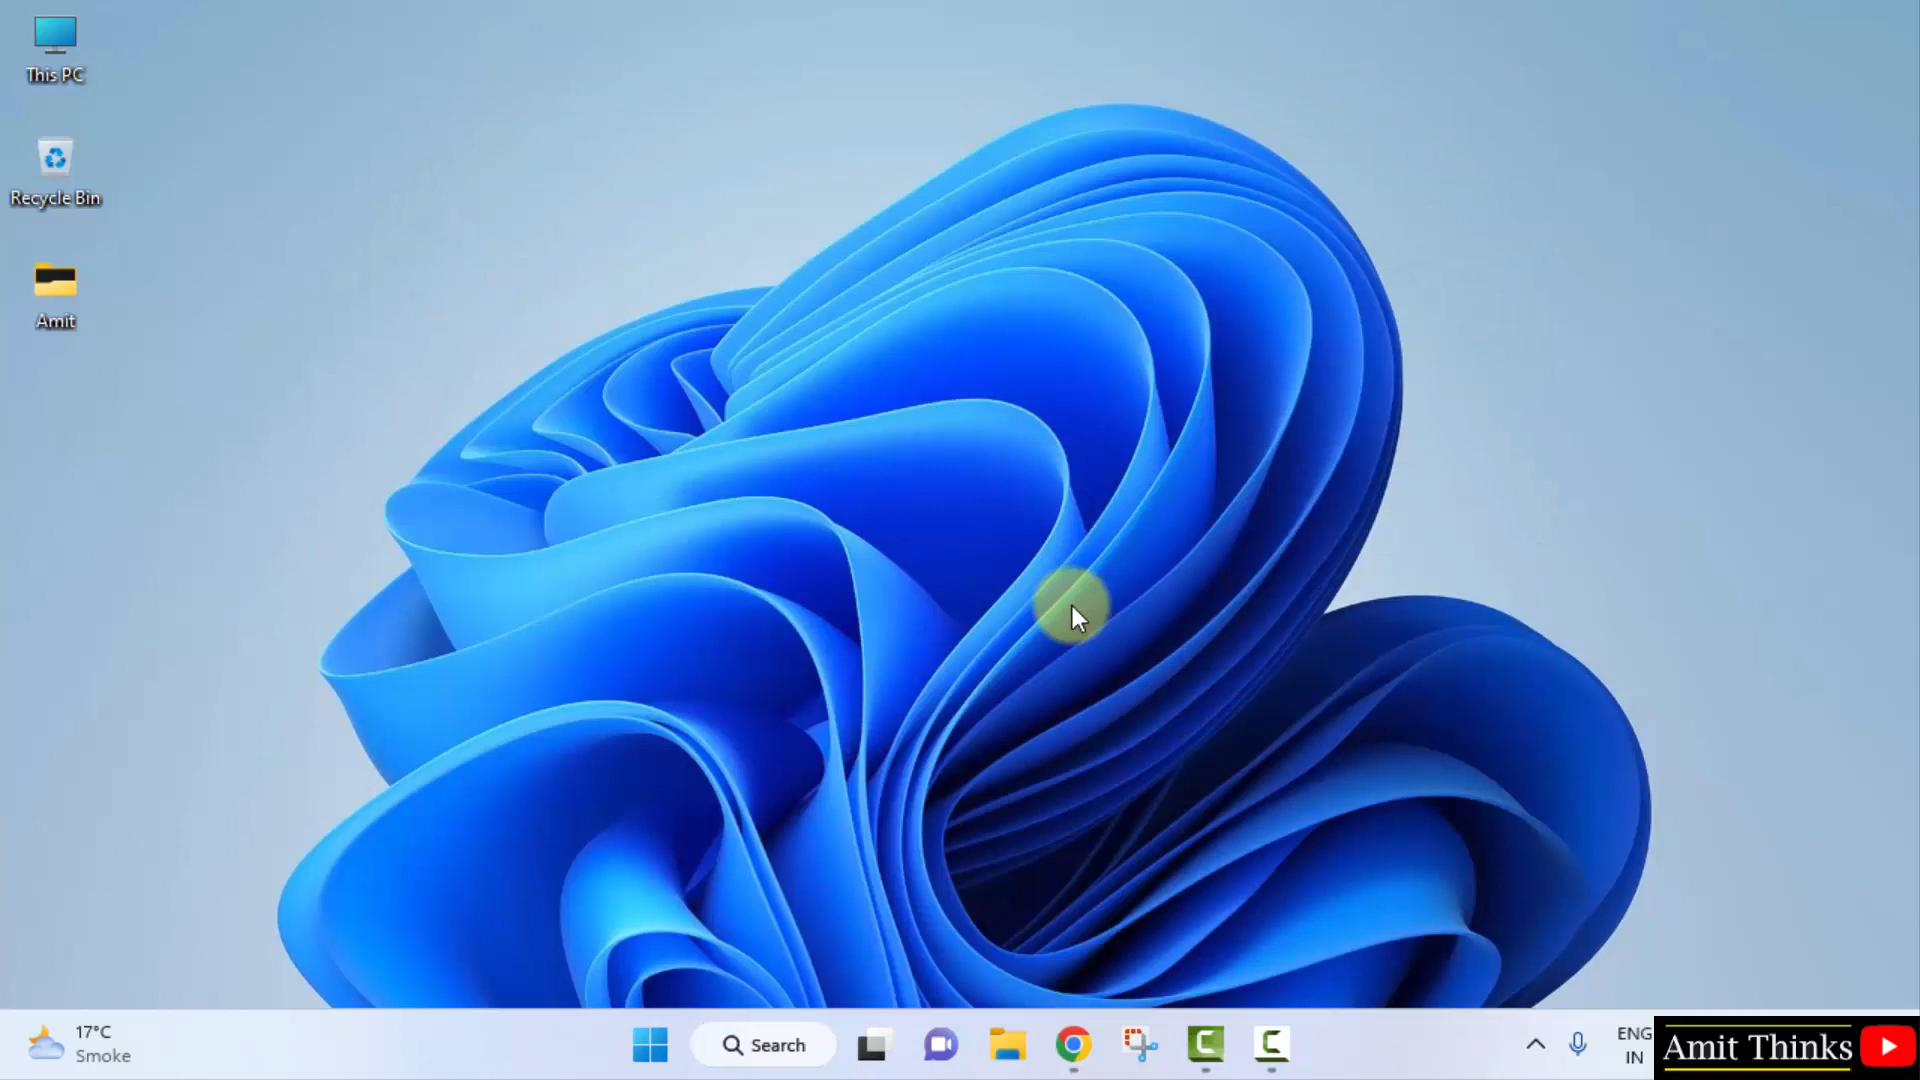 This PC
Recycle Bin
Amit
17°C
Smoke
Search
ENG
IN
Amit Thinks